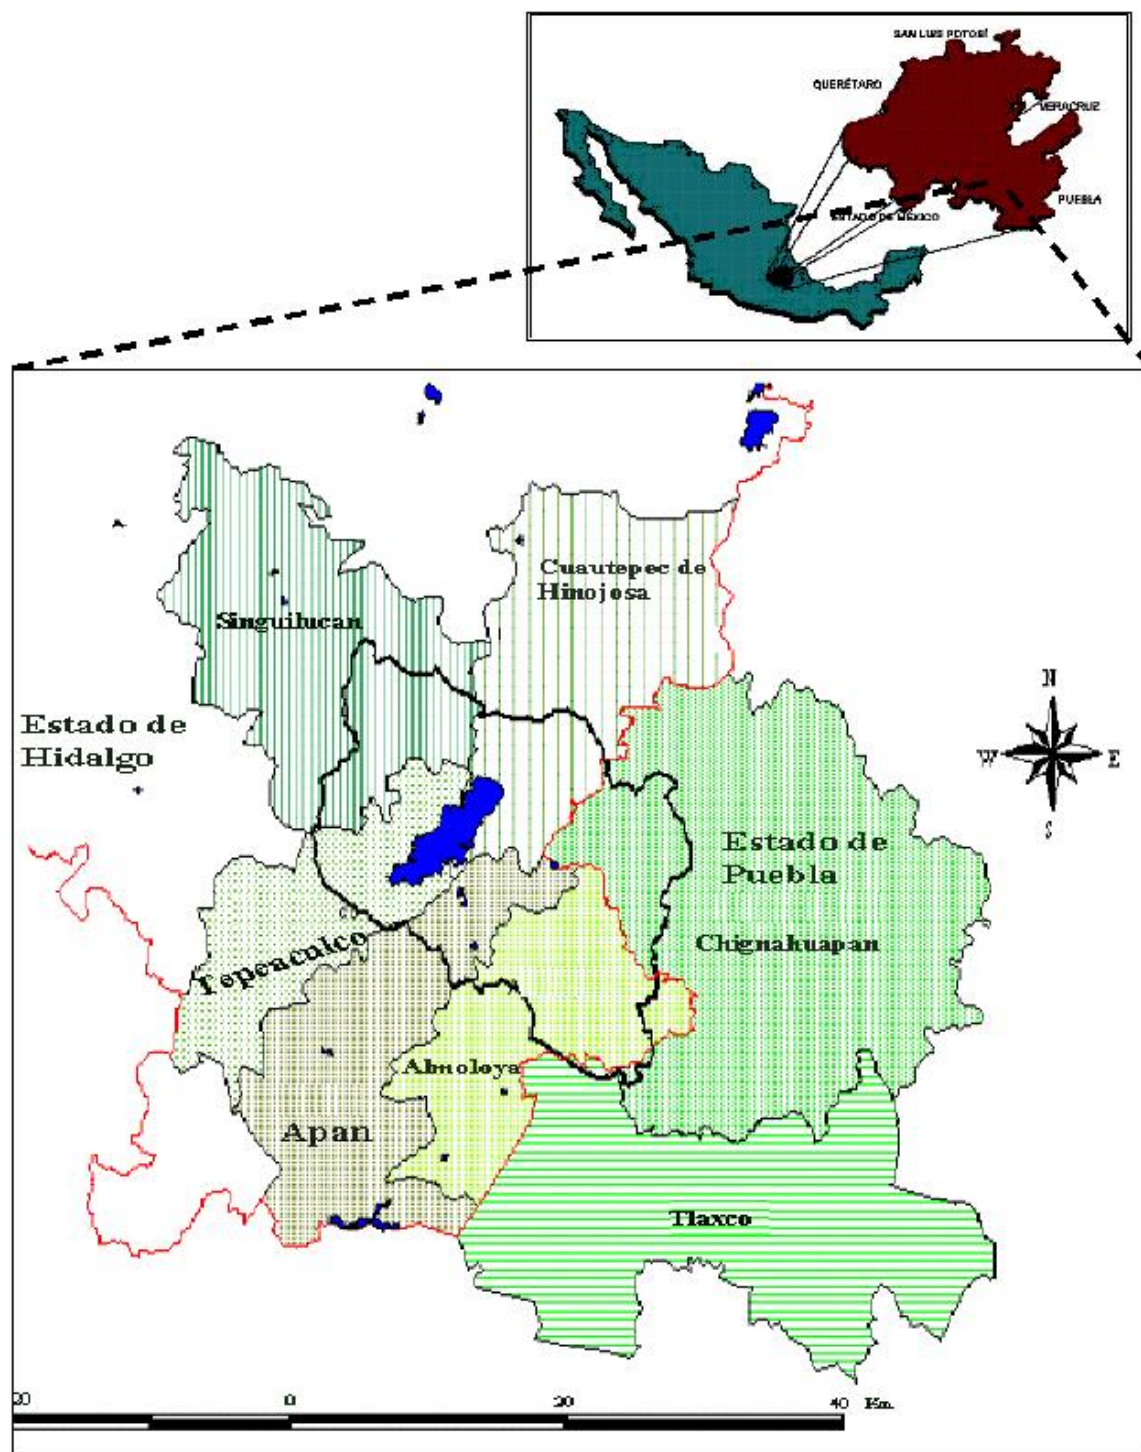 SAN LUIS POTOSÍ
QUERÉTARO
VERACRUZ
PUEBLA
ESTADO DE MÉXICO
Cuautepec de
Hinojosa
Singuilucan
N
Estado de
Hidalgo
W
E
S
Estado de
Puebla
Chignahuapan
Tepeaculco
Almoloya
Apan
Tlaxco
20 0 20 40 Km